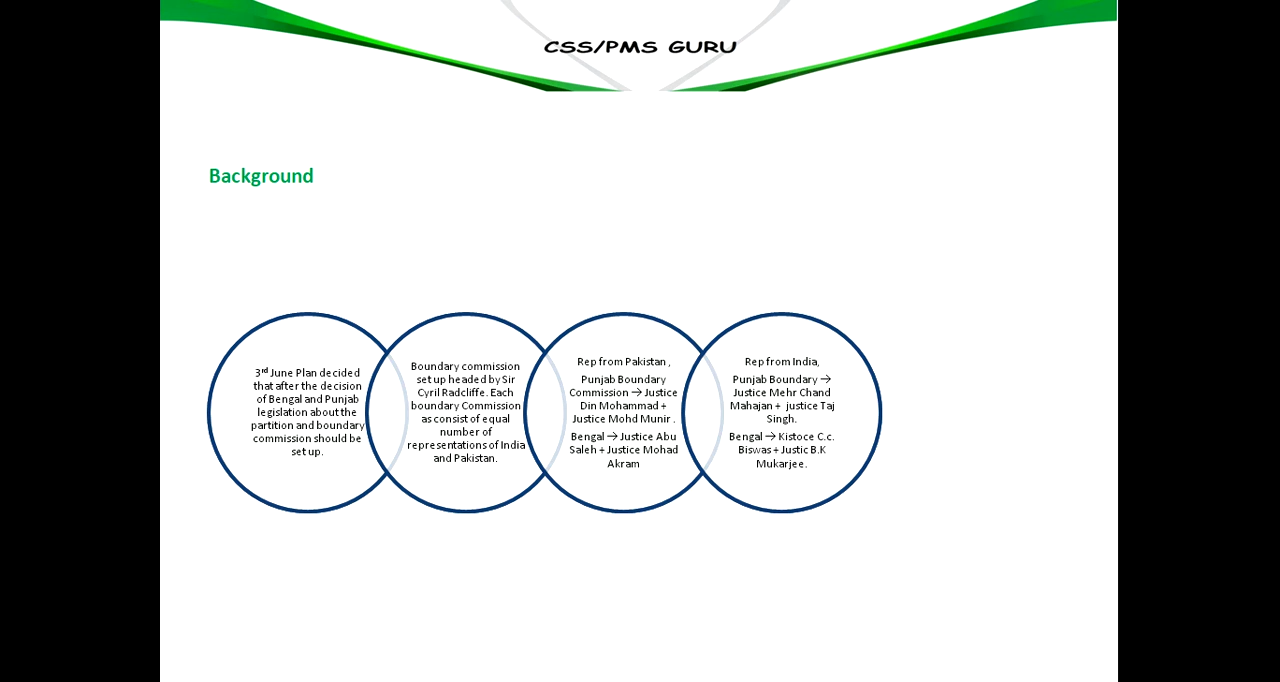 CSS/PMS GURU
Background
3rd June Plan decided
that after the decision
of Bengal and Punjab
legislation about the
partition and boundary
commission should be
set up.
Boundary commission
set up headed by Sir
Cyril Radcliffe. Each
boundary Commission
as consist of equal
number of
representations of India
and Pakistan.
Rep from Pakistan ,
Punjab Boundary
Commission → Justice
Din Mohammad +
Justice Mohd Munir .
Bengal → Justice Abu
Saleh + Justice Mohad
Akram
Rep from India,
Punjab Boundary →
Justice Mehr Chand
Mahajan + justice Taj
Singh.
Bengal → Kistoce C.c.
Biswas + Justic B.K
Mukarjee.